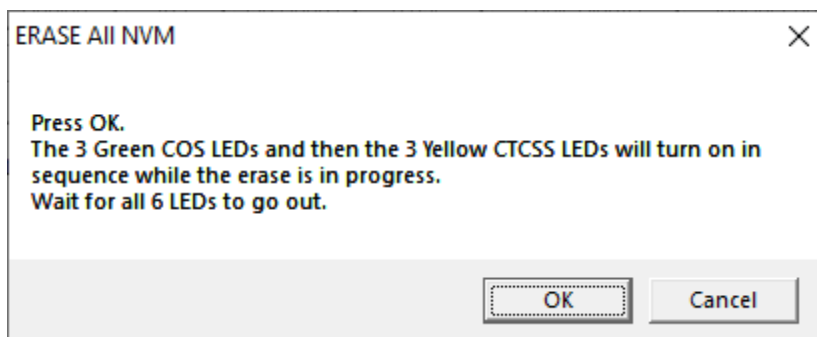 ERASE All NVM
Press OK.
The 3 Green COS LEDs and then the 3 Yellow CTCSS LEDs will turn on in
sequence while the erase is in progress.
Wait for all 6 LEDs to go out.
OK
Cancel